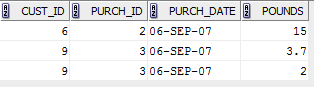 CUST_ID PURCH_ID PURCH_DATE POUNDS
6 2 06-SEP-07 15
9 3 06-SEP-07 3.7
9 3 06-SEP-07 2